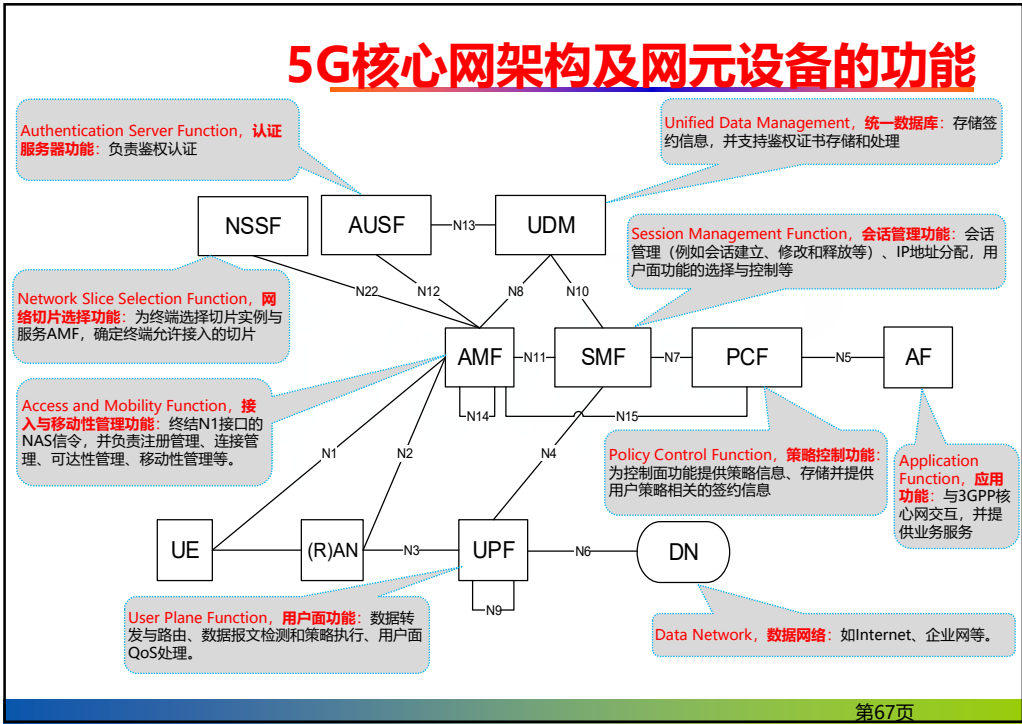 5G核心网架构及网元设备的功能
Authentication Server Function，认证
服务器功能：负责鉴权认证
Unified Data Management，统一数据库：存储签
约信息，并支持鉴权证书存储和处理
NSSF
AUSF
N13
UDM
Session Management Function，会话管理功能：会话
管理（例如会话建立、修改和释放等）、IP地址分配，用
户面功能的选择与控制等
Network Slice Selection Function，网
络切片选择功能：为终端选择切片实例与
服务AMF，确定终端允许接入的切片
N22
N12
N8
N10
AMF
N11
SMF
N7
PCF
N5
AF
N14
N15
Access and Mobility Function，接
入与移动性管理功能：终结N1接口的
NAS信令，并负责注册管理、连接管
理、可达性管理、移动性管理等。
N1
N2
N4
Policy Control Function，策略控制功能：
为控制面功能提供策略信息、存储并提供
用户策略相关的签约信息
Application
Function，应用
功能：与3GPP核
心网交互，并提
供业务服务
UE
(R)AN
N3
UPF
N6
DN
N9
User Plane Function，用户面功能：数据转
发与路由、数据报文检测和策略执行、用户面
QoS处理。
Data Network，数据网络：如Internet、企业网等。
第67页